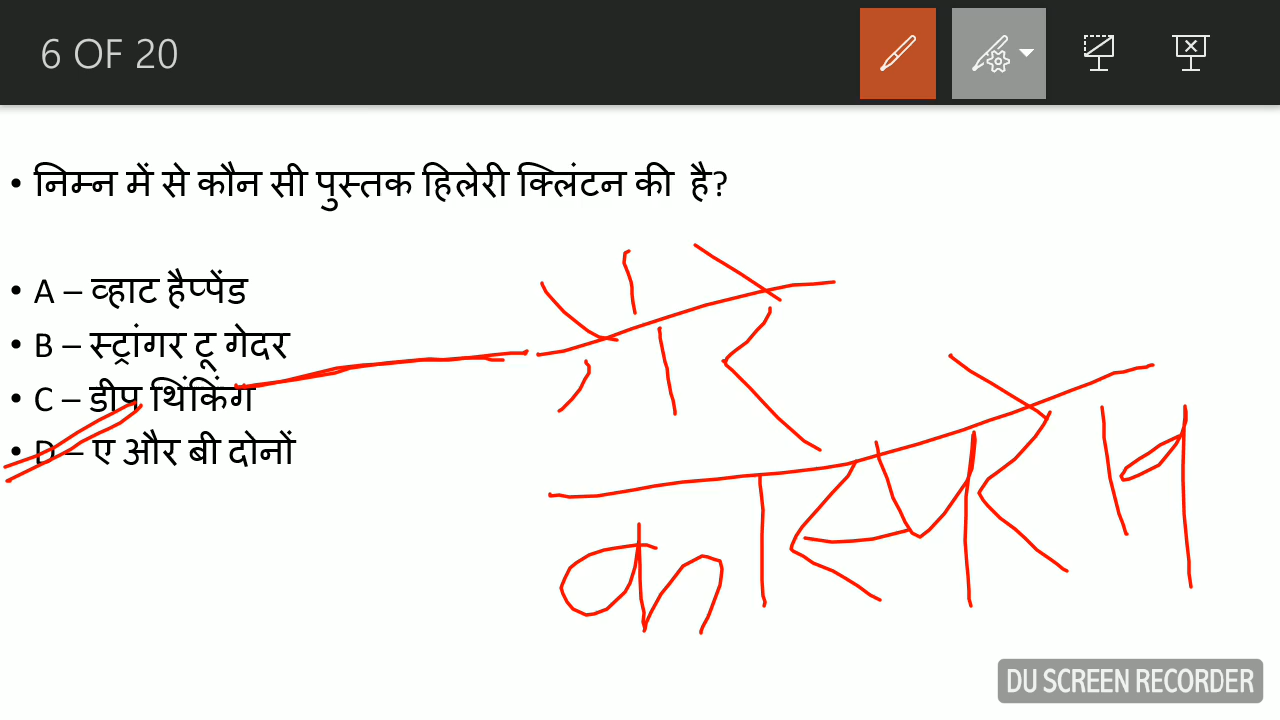 6 OF 20
• निम्न में से कौन सी पुस्तक हिलेरी क्लिंटन की है?
• A – व्हाट हैप्पेंड
• B – स्ट्रांगर टू गेदर
• C – डीप थिंकिंग
• D – ए और बी दोनों
DU SCREEN RECORDER